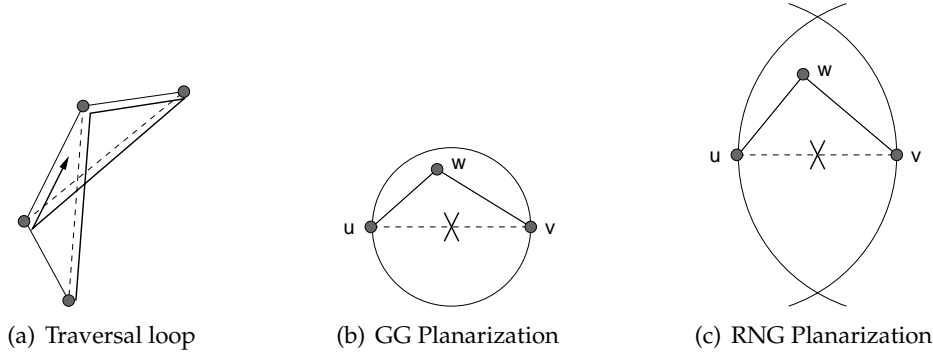 w
u
v
w
u
v
(a) Traversal loop
(b) GG Planarization
(c) RNG Planarization